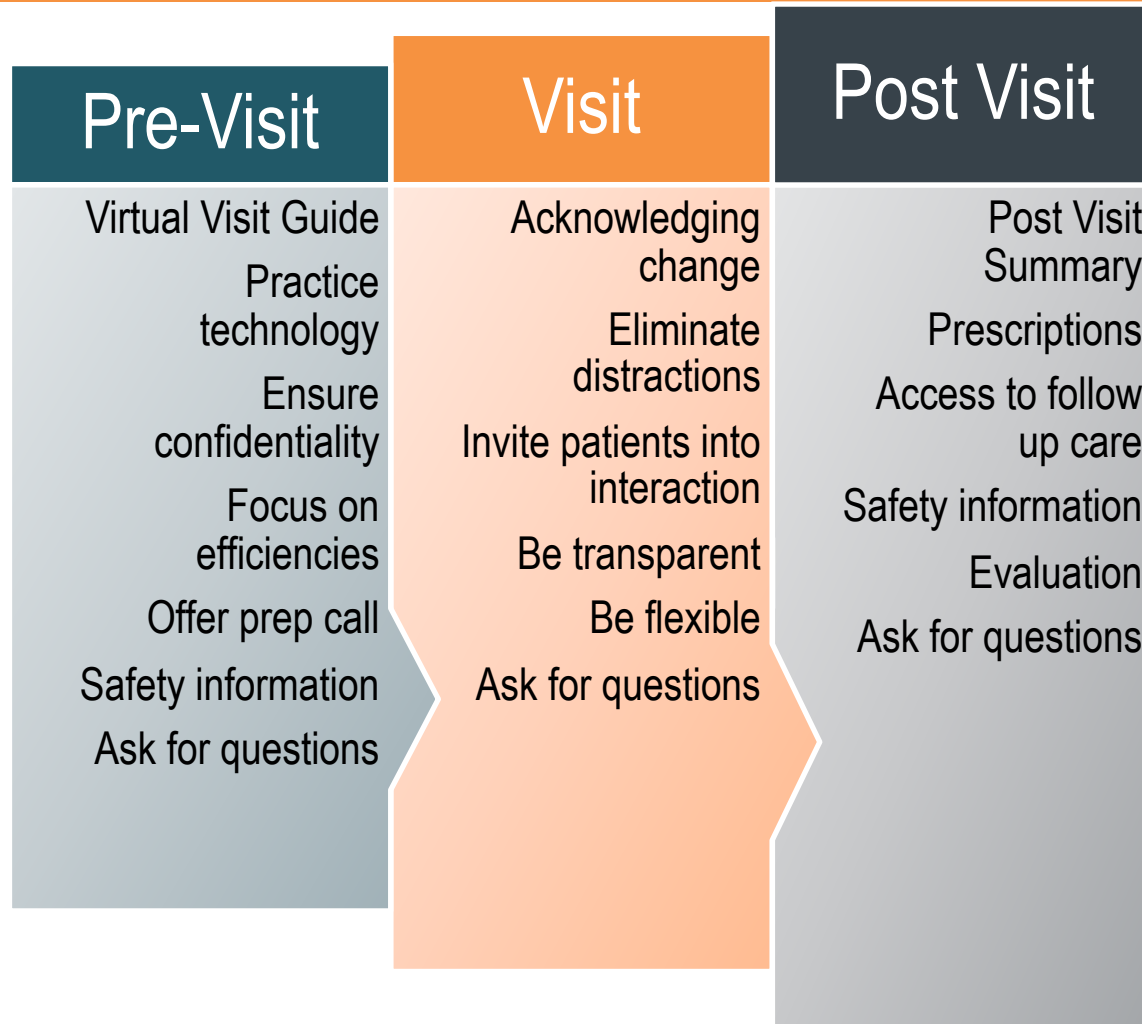 Pre-Visit
Virtual Visit Guide
Practice
technology
Ensure
confidentiality
Focus on
efficiencies
Offer prep call
Safety information
Ask for questions
Visit
Acknowledging
change
Eliminate
distractions
Invite patients into
interaction
Be transparent
Be flexible
Ask for questions
Post Visit
Post Visit
Summary
Prescriptions
Access to follow
up care
Safety information
Evaluation
Ask for questions